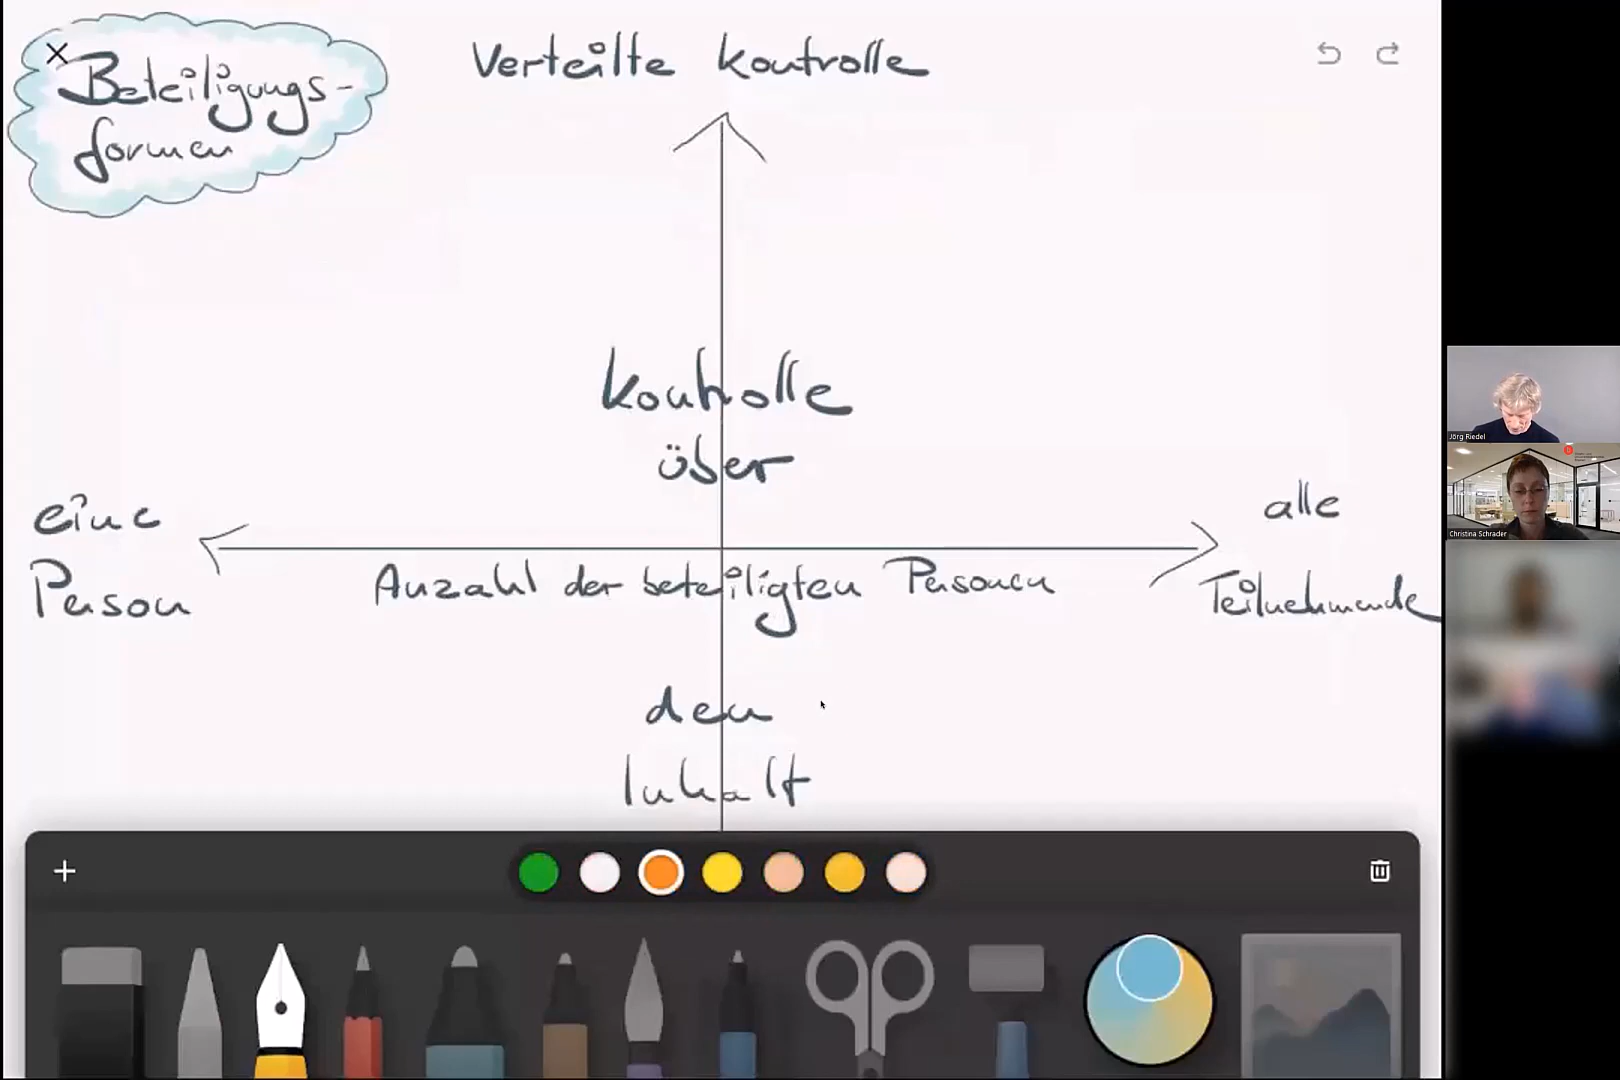 Beteiligungs-
formen
Verteilte Kontrolle
Kontrolle
über
eine
Person
alle
Teilnehmende
Anzahl der beteiligten Personen
den
Inhalt
Jörg Riedel
Christina Schrader